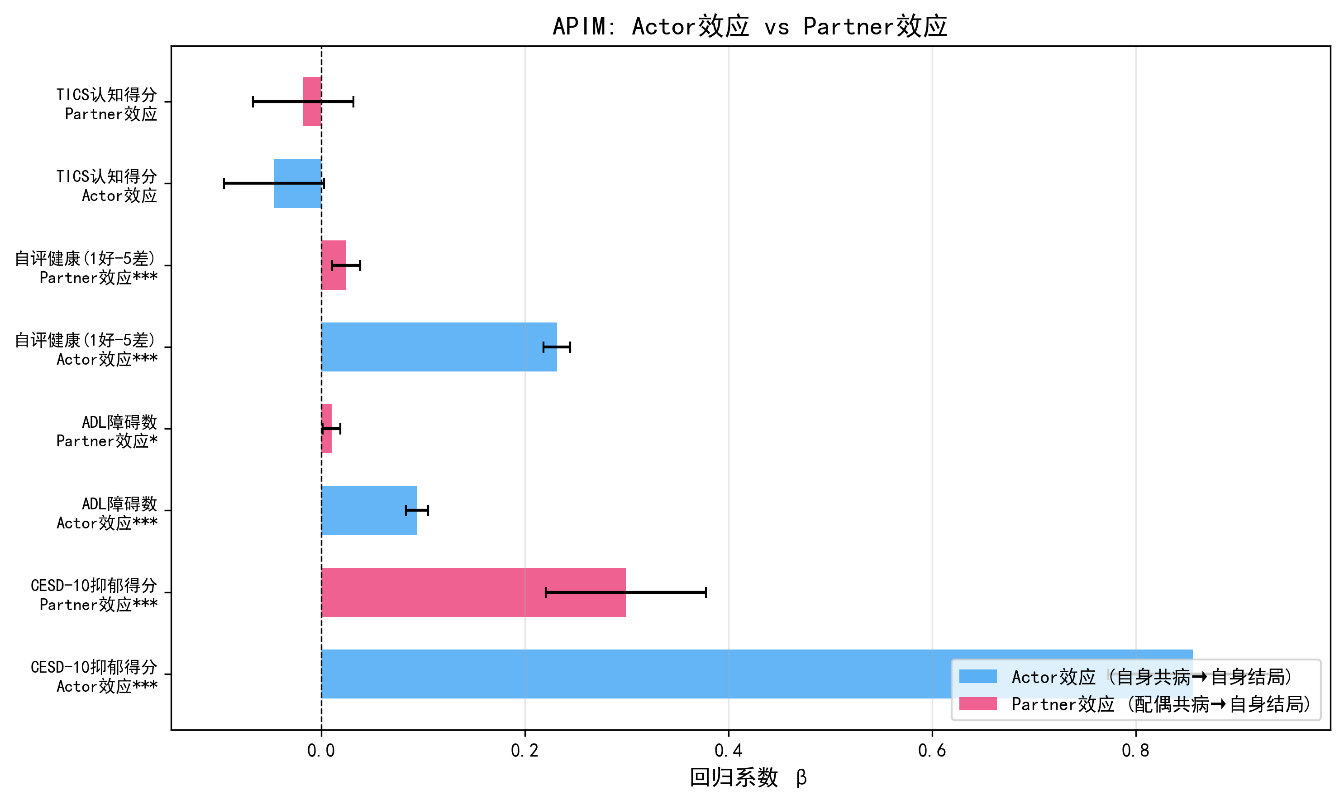 APIM: Actor效应 vs Partner效应
TICS认知得分
Partner效应
TICS认知得分
Actor效应
自评健康(1好-5差)
Partner效应***
自评健康(1好-5差)
Actor效应***
ADL障碍数
Partner效应*
ADL障碍数
Actor效应***
CESD-10抑郁得分
Partner效应***
CESD-10抑郁得分
Actor效应***
Actor效应 (自身共病→自身结局)
Partner效应 (配偶共病→自身结局)
0.0 0.2 0.4 0.6 0.8
回归系数 β